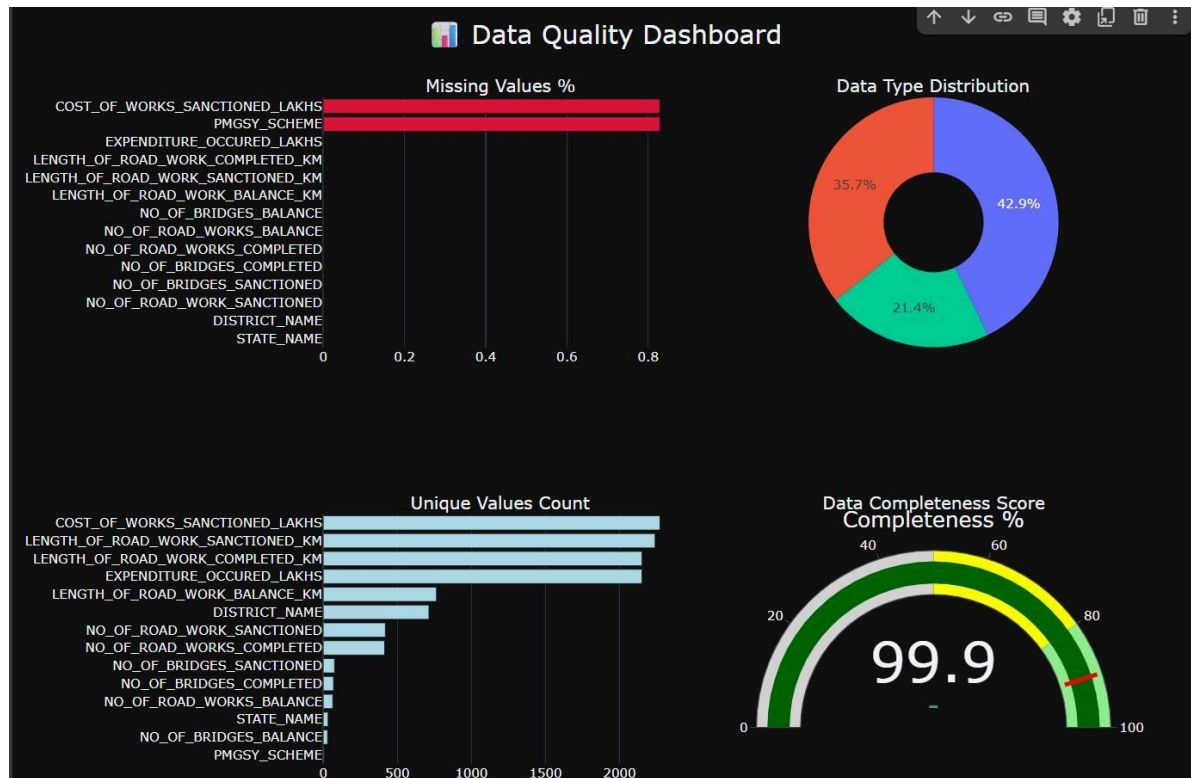 📊 Data Quality Dashboard
Missing Values %
COST_OF_WORKS_SANCTIONED_LAKHS
PMGSY_SCHEME
EXPENDITURE_OCCURED_LAKHS
LENGTH_OF_ROAD_WORK_COMPLETED_KM
LENGTH_OF_ROAD_WORK_SANCTIONED_KM
LENGTH_OF_ROAD_WORK_BALANCE_KM
NO_OF_BRIDGES_BALANCE
NO_OF_ROAD_WORKS_BALANCE
NO_OF_ROAD_WORKS_COMPLETED
NO_OF_BRIDGES_COMPLETED
NO_OF_BRIDGES_SANCTIONED
NO_OF_ROAD_WORK_SANCTIONED
DISTRICT_NAME
STATE_NAME
0 0.2 0.4 0.6 0.8
Data Type Distribution
35.7%
42.9%
21.4%
Unique Values Count
COST_OF_WORKS_SANCTIONED_LAKHS
LENGTH_OF_ROAD_WORK_SANCTIONED_KM
LENGTH_OF_ROAD_WORK_COMPLETED_KM
EXPENDITURE_OCCURED_LAKHS
LENGTH_OF_ROAD_WORK_BALANCE_KM
DISTRICT_NAME
NO_OF_ROAD_WORK_SANCTIONED
NO_OF_ROAD_WORKS_COMPLETED
NO_OF_BRIDGES_SANCTIONED
NO_OF_BRIDGES_COMPLETED
NO_OF_ROAD_WORKS_BALANCE
STATE_NAME
NO_OF_BRIDGES_BALANCE
PMGSY_SCHEME
0 500 1000 1500 2000
Data Completeness Score
Completeness %
40 60
20 80
99.9
-
0 100